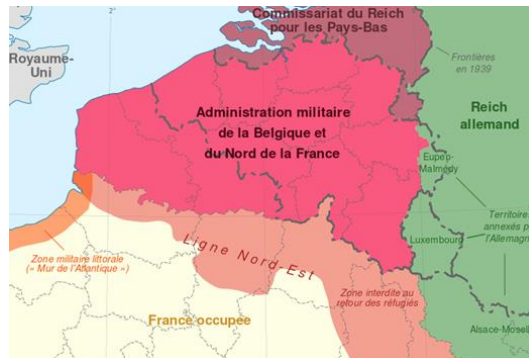 Commissariat du Reich
pour les Pays-Bas
2°
Royaume-
Uni
Frontières
en 1939
Administration militaire
de la Belgique et
du Nord de la France
Reich
allemand
Eupen-
Malmédy
Territoire
annexés p
l'Allemagn
Luxembourg
Ligne Nord-Est
Zone militaire littorale
(« Mur de l'Atlantique »)
Zone interdite au
retour des réfugiés
France occupée
Alsace-Mosell